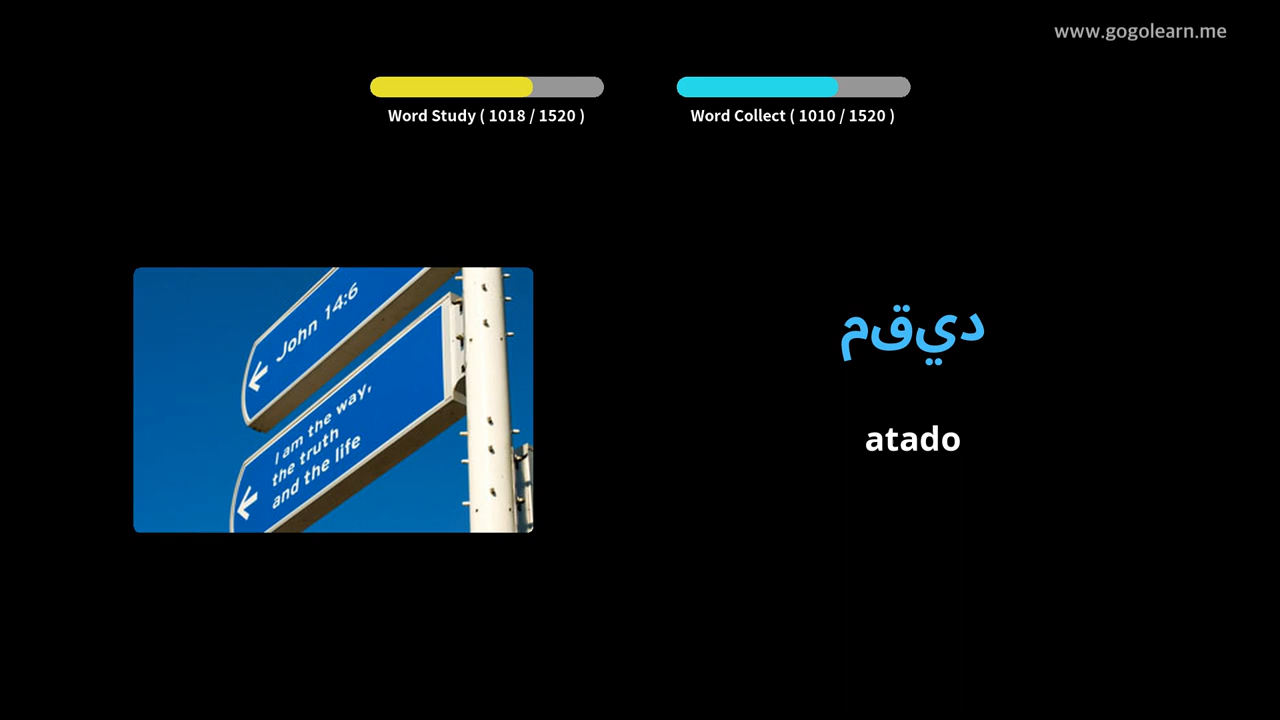 www.gogolearn.me
Word Study ( 1018 / 1520 )
Word Collect ( 1010 / 1520 )
John 14:6
I am the way,
the truth
and the life
ديقم
atado